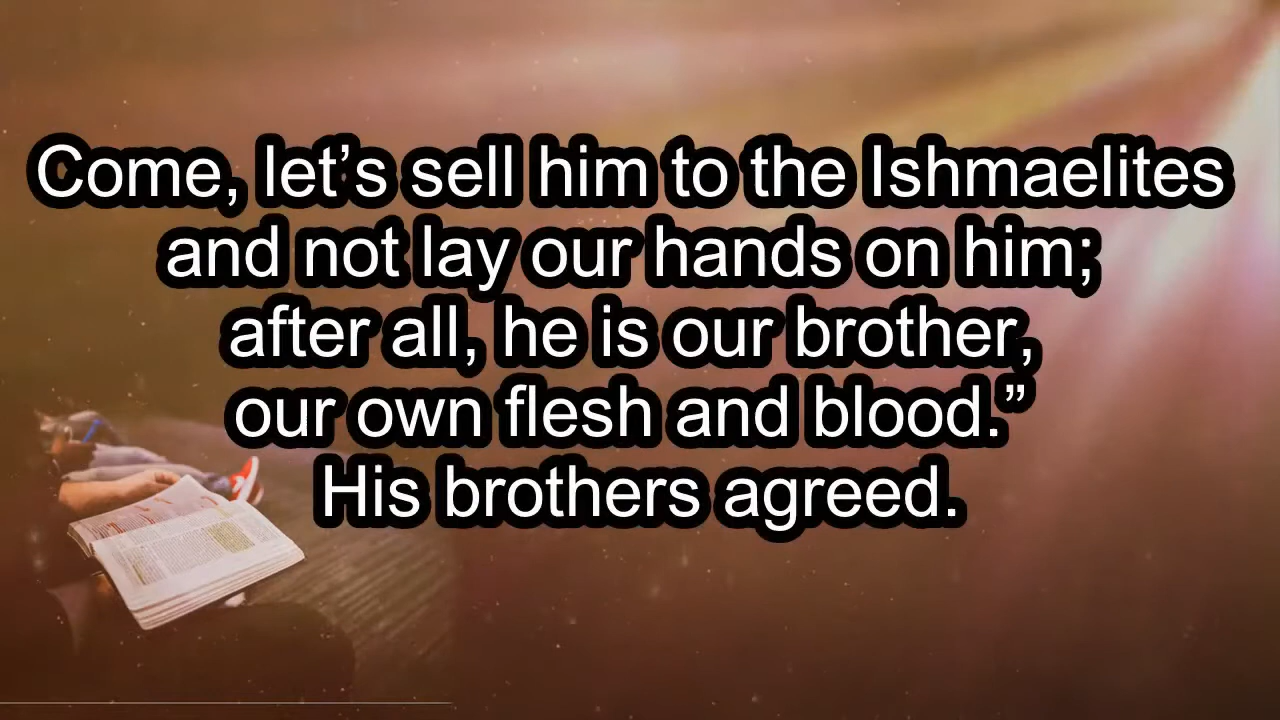 Come, let’s sell him to the Ishmaelites
and not lay our hands on him;
after all, he is our brother,
our own flesh and blood.”
His brothers agreed.